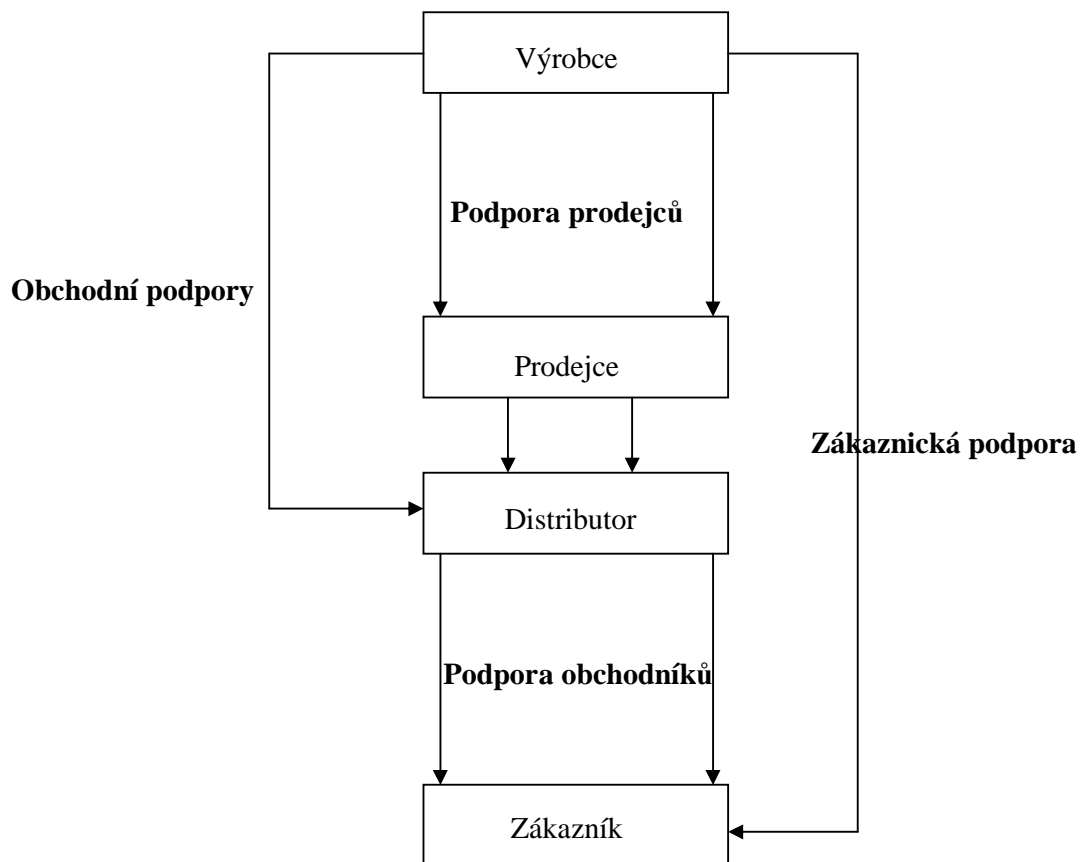 Výrobce
Podpora prodejců
Obchodní podpory
Prodejce
Zákaznická podpora
Distributor
Podpora obchodníků
Zákazník